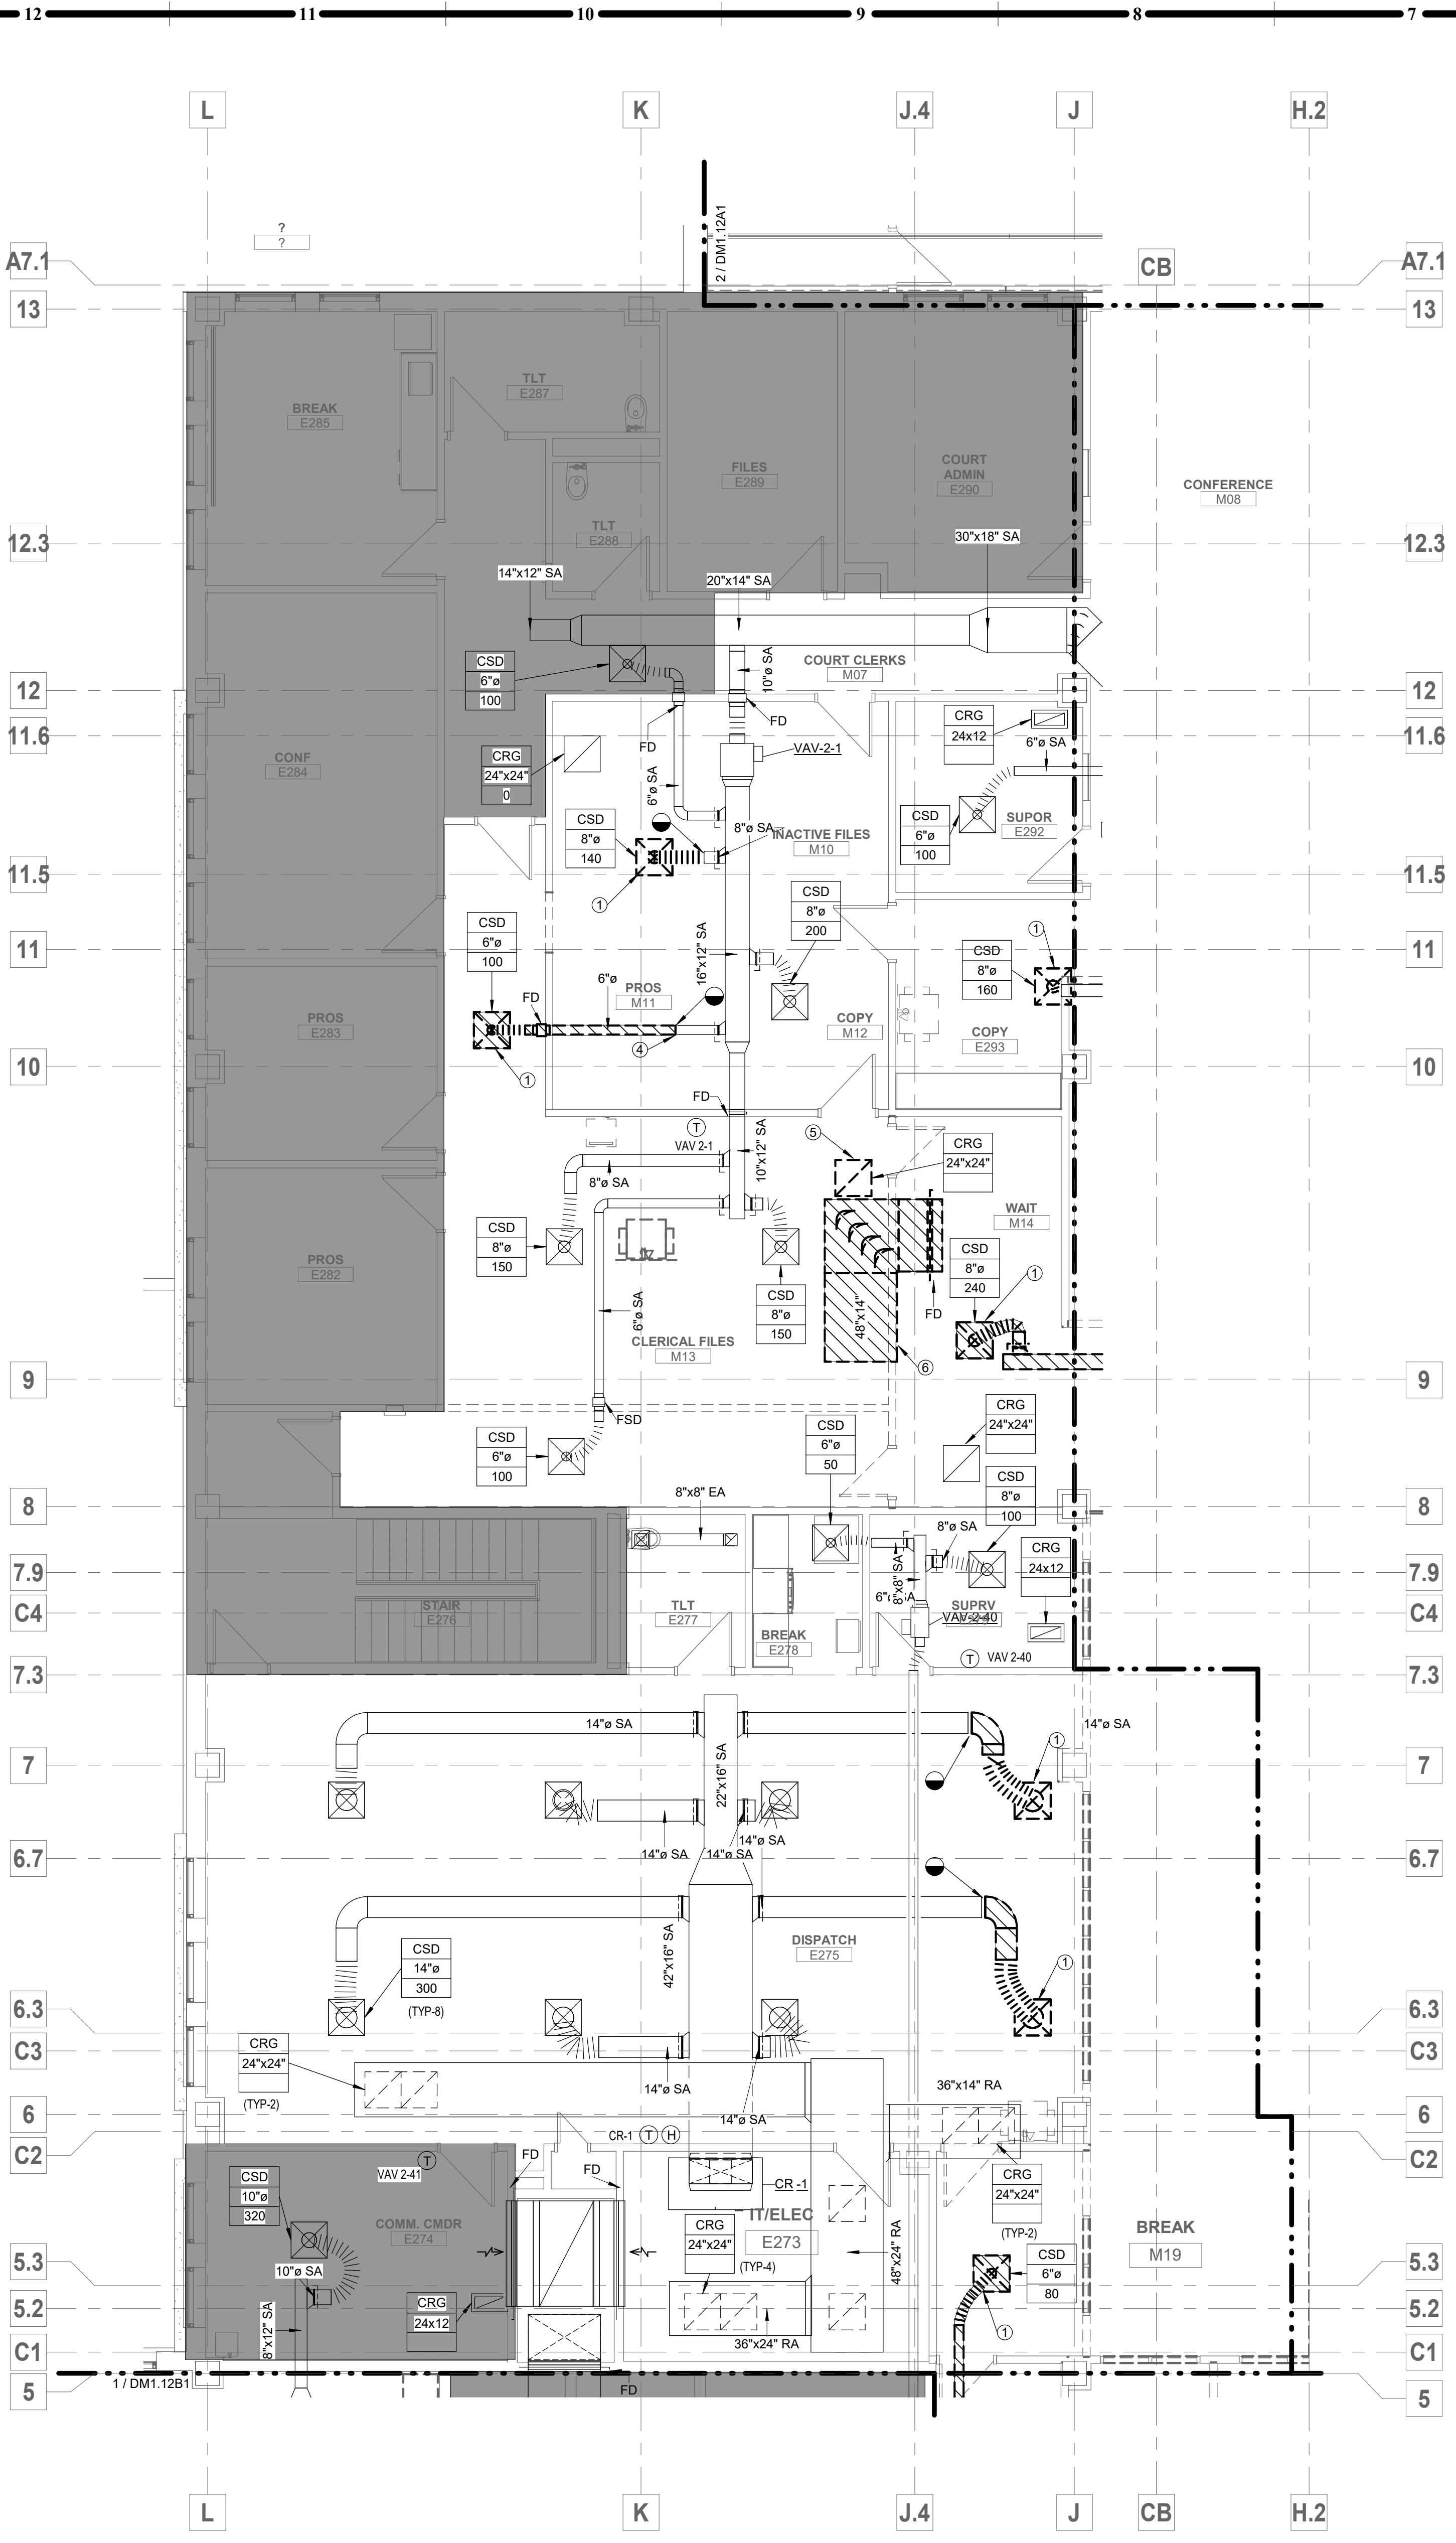 12 11 10 9 8 7
L K J.4 J H.2
2 / DM1.12A1
?
?
A7.1 CB A7.1
13 13
BREAK
E285
TLT
E287
FILES
E289
COURT
ADMIN
E290
CONFERENCE
M08
TLT
E288
12.3 12.3
14"x12" SA
20"x14" SA
30"x18" SA
CSD
6"ø
100
10"ø SA
COURT CLERKS
M07
12 12
FD
FD
CRG
24x12
6"ø SA
11.6 11.6
CONF
E284
CRG
24"x24"
0
VAV-2-1
6"ø SA
CSD
8"ø
140
8"ø SA
INACTIVE FILES
M10
CSD
6"ø
100
SUPOR
E292
11.5 11.5
1
CSD
8"ø
200
CSD
6"ø
100
16"x12" SA
1
11 11
CSD
8"ø
160
6"ø
PROS
M11
FD
PROS
E283
COPY
M12
COPY
E293
4
1
10 10
FD
T
VAV 2-1
10"x12" SA
5
CRG
24"x24"
8"ø SA
WAIT
M14
CSD
8"ø
150
CSD
8"ø
240
1
PROS
E282
CSD
8"ø
150
6"ø SA
48"x14"
FD
CLERICAL FILES
M13
6
9 9
FSD
CRG
24"x24"
CSD
6"ø
100
CSD
6"ø
50
8"x8" EA
CSD
8"ø
100
8 8
8"ø SA
CRG
24x12
7.9 7.9
8"x8" SA
STAIR
E276
TLT
E277
BREAK
E278
SUPRV
VAV-2-40
C4 C4
T VAV 2-40
7.3 7.3
14"ø SA
14"ø SA
22"x16" SA
1
7 7
14"ø SA
14"ø SA
14"ø SA
6.7 6.7
42"x16" SA
DISPATCH
E275
CSD
14"ø
300
(TYP-8)
1
6.3 6.3
CRG
24"x24"
(TYP-2)
C3 C3
14"ø SA
36"x14" RA
14"ø SA
6 6
CR-1 T H
C2 C2
T
VAV 2-41
FD
FD
CSD
10"ø
320
CR -1
CRG
24"x24"
(TYP-2)
COMM. CMDR
E274
IT/ELEC
E273
CRG
24"x24"
(TYP-4)
48"x24" RA
BREAK
M19
5.3 5.3
10"ø SA
CSD
6"ø
80
CRG
24x12
5.2 5.2
8"x12" SA
1
36"x24" RA
C1 C1
1 / DM1.12B1
FD
5 5
L K J.4 J CB H.2